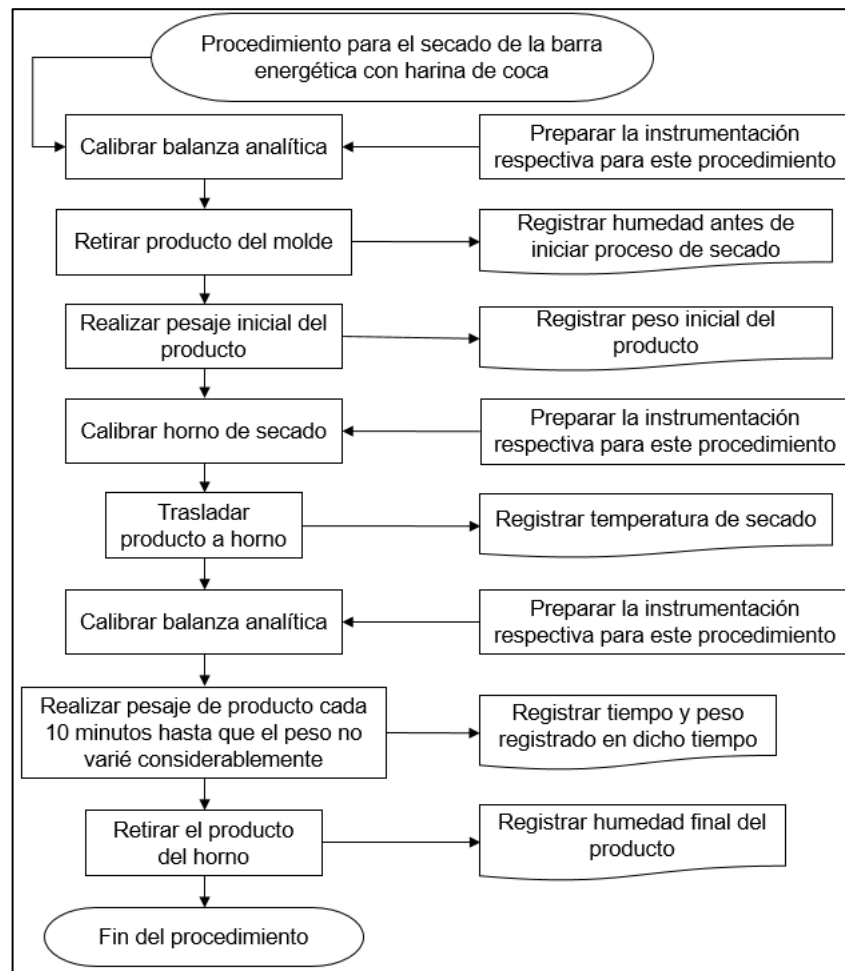 Procedimiento para el secado de la barra
energética con harina de coca
Calibrar balanza analítica
Preparar la instrumentación
respectiva para este procedimiento
Retirar producto del molde
Registrar humedad antes de
iniciar proceso de secado
Realizar pesaje inicial del
producto
Registrar peso inicial del
producto
Calibrar horno de secado
Preparar la instrumentación
respectiva para este procedimiento
Trasladar
producto a horno
Registrar temperatura de secado
Calibrar balanza analítica
Preparar la instrumentación
respectiva para este procedimiento
Realizar pesaje de producto cada
10 minutos hasta que el peso no
varié considerablemente
Registrar tiempo y peso
registrado en dicho tiempo
Retirar el producto
del horno
Registrar humedad final del
producto
Fin del procedimiento